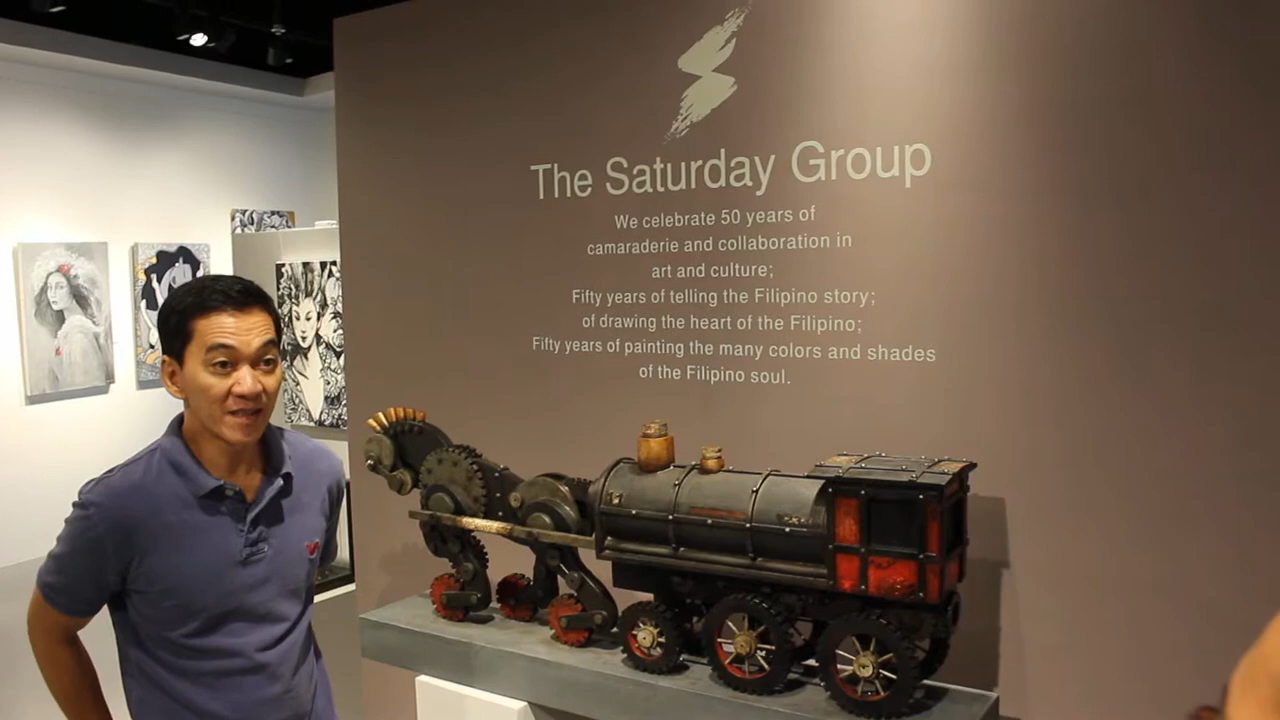 The Saturday Group
We celebrate 50 years of
camaraderie and collaboration in
art and culture;
Fifty years of telling the Filipino story;
of drawing the heart of the Filipino;
Fifty years of painting the many colors and shades
of the Filipino soul.